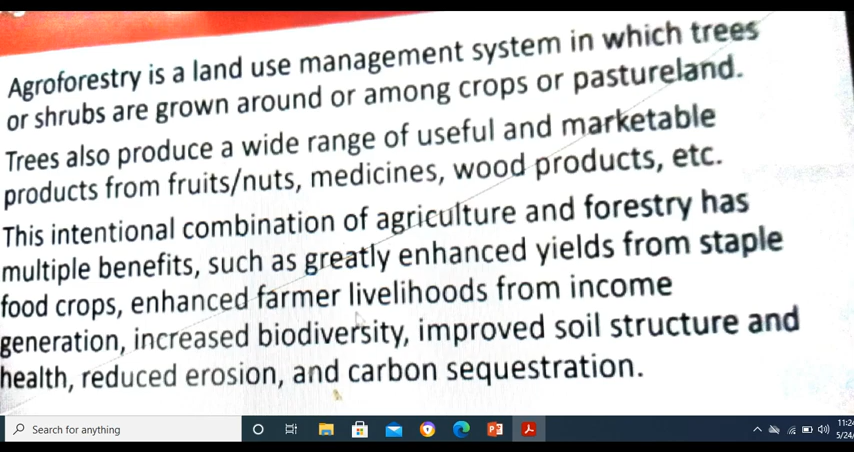 Agroforestry is a land use management system in which trees
or shrubs are grown around or among crops or pastureland.
Trees also produce a wide range of useful and marketable
products from fruits/nuts, medicines, wood products, etc.
This intentional combination of agriculture and forestry has
multiple benefits, such as greatly enhanced yields from staple
food crops, enhanced farmer livelihoods from income
generation, increased biodiversity, improved soil structure and
health, reduced erosion, and carbon sequestration.
Search for anything
11:24
5/24/